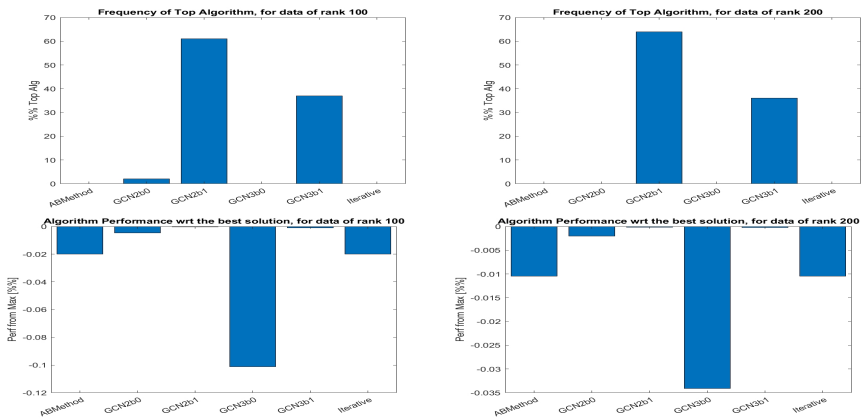 Frequency of Top Algorithm, for data of rank 100
%% Top Alg
70
60
50
40
30
20
10
0
ABMethod GCN2b0 GCN2b1 GCN3b0 GCN3b1 Iterative
Frequency of Top Algorithm, for data of rank 200
%% Top Alg
70
60
50
40
30
20
10
0
ABMethod GCN2b0 GCN2b1 GCN3b0 GCN3b1 Iterative
Algorithm Performance wrt the best solution, for data of rank 100
Perf from Max [%%]
0
-0.02
-0.04
-0.06
-0.08
-0.1
-0.12
ABMethod GCN2b0 GCN2b1 GCN3b0 GCN3b1 Iterative
Algorithm Performance wrt the best solution, for data of rank 200
Perf from Max [%%]
0
-0.005
-0.01
-0.015
-0.02
-0.025
-0.03
-0.035
ABMethod GCN2b0 GCN2b1 GCN3b0 GCN3b1 Iterative